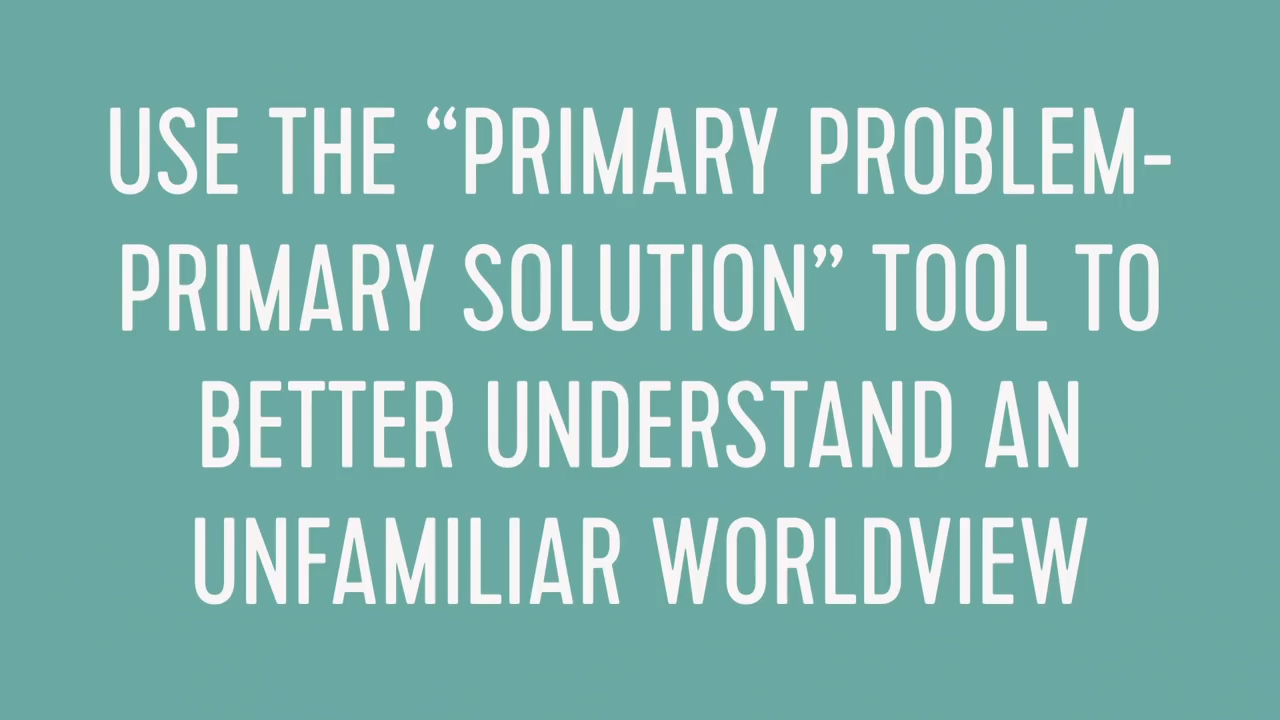 USE THE “PRIMARY PROBLEM-
PRIMARY SOLUTION” TOOL TO
BETTER UNDERSTAND AN
UNFAMILIAR WORLDVIEW